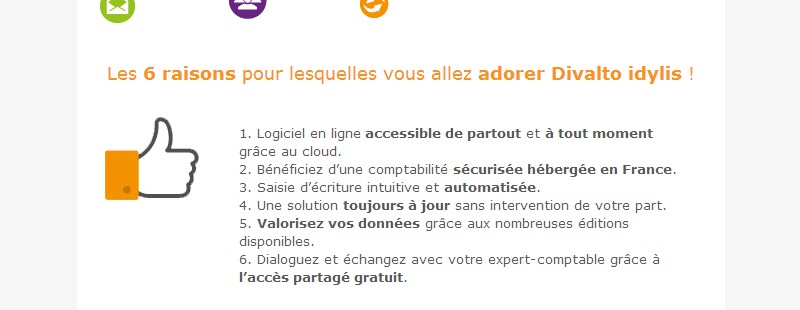 Les 6 raisons pour lesquelles vous allez adorer Divalto idylis !
1. Logiciel en ligne accessible de partout et à tout moment
grâce au cloud.
2. Bénéficiez d’une comptabilité sécurisée hébergée en France.
3. Saisie d’écriture intuitive et automatisée.
4. Une solution toujours à jour sans intervention de votre part.
5. Valorisez vos données grâce aux nombreuses éditions
disponibles.
6. Dialoguez et échangez avec votre expert-comptable grâce à
l’accès partagé gratuit.